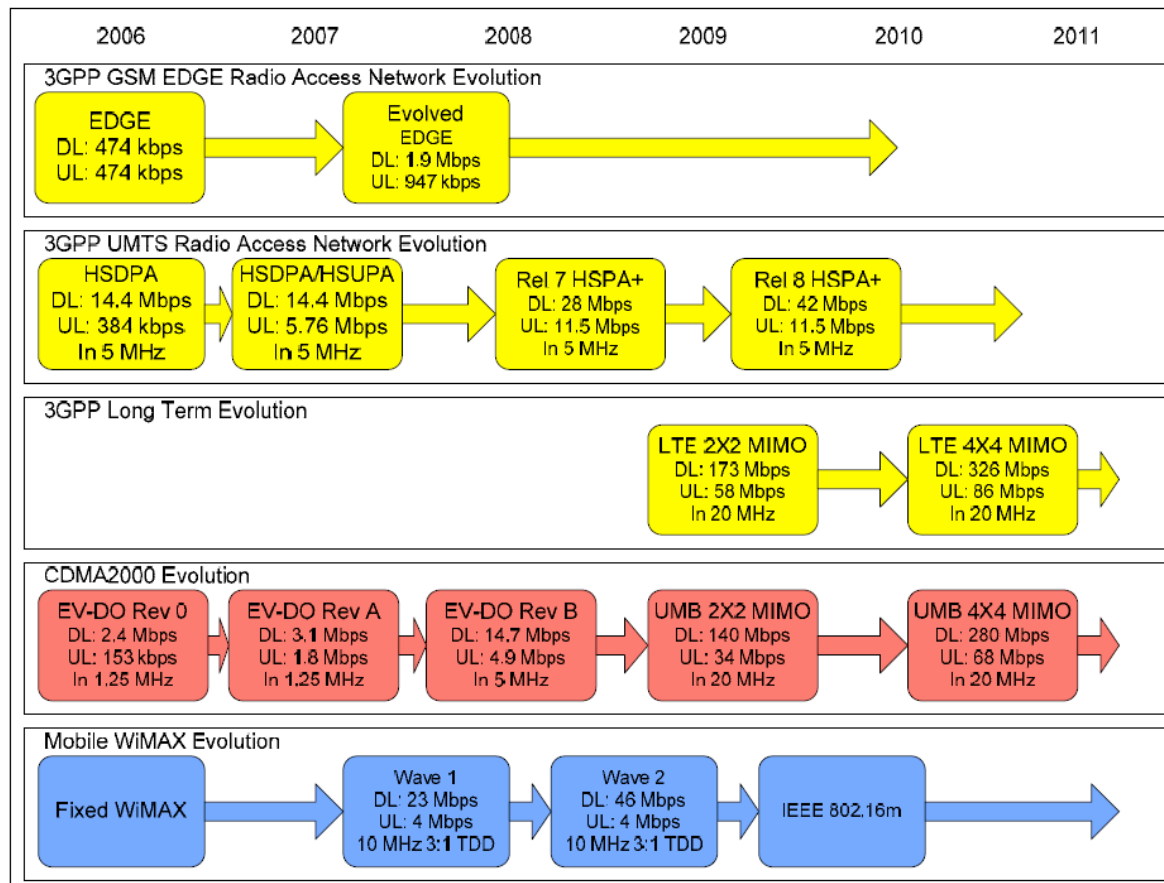 2006 2007 2008 2009 2010 2011
3GPP GSM EDGE Radio Access Network Evolution
EDGE
DL: 474 kbps
UL: 474 kbps
Evolved
EDGE
DL: 1.9 Mbps
UL: 947 kbps
3GPP UMTS Radio Access Network Evolution
HSDPA
DL: 14.4 Mbps
UL: 384 kbps
In 5 MHz
HSDPA/HSUPA
DL: 14.4 Mbps
UL: 5.76 Mbps
In 5 MHz
Rel 7 HSPA+
DL: 28 Mbps
UL: 11.5 Mbps
In 5 MHz
Rel 8 HSPA+
DL: 42 Mbps
UL: 11.5 Mbps
In 5 MHz
3GPP Long Term Evolution
LTE 2X2 MIMO
DL: 173 Mbps
UL: 58 Mbps
In 20 MHz
LTE 4X4 MIMO
DL: 326 Mbps
UL: 86 Mbps
In 20 MHz
CDMA2000 Evolution
EV-DO Rev 0
DL: 2.4 Mbps
UL: 153 kbps
In 1.25 MHz
EV-DO Rev A
DL: 3.1 Mbps
UL: 1.8 Mbps
In 1.25 MHz
EV-DO Rev B
DL: 14.7 Mbps
UL: 4.9 Mbps
In 5 MHz
UMB 2X2 MIMO
DL: 140 Mbps
UL: 34 Mbps
In 20 MHz
UMB 4X4 MIMO
DL: 280 Mbps
UL: 68 Mbps
In 20 MHz
Mobile WiMAX Evolution
Fixed WiMAX
Wave 1
DL: 23 Mbps
UL: 4 Mbps
10 MHz 3:1 TDD
Wave 2
DL: 46 Mbps
UL: 4 Mbps
10 MHz 3:1 TDD
IEEE 802.16m